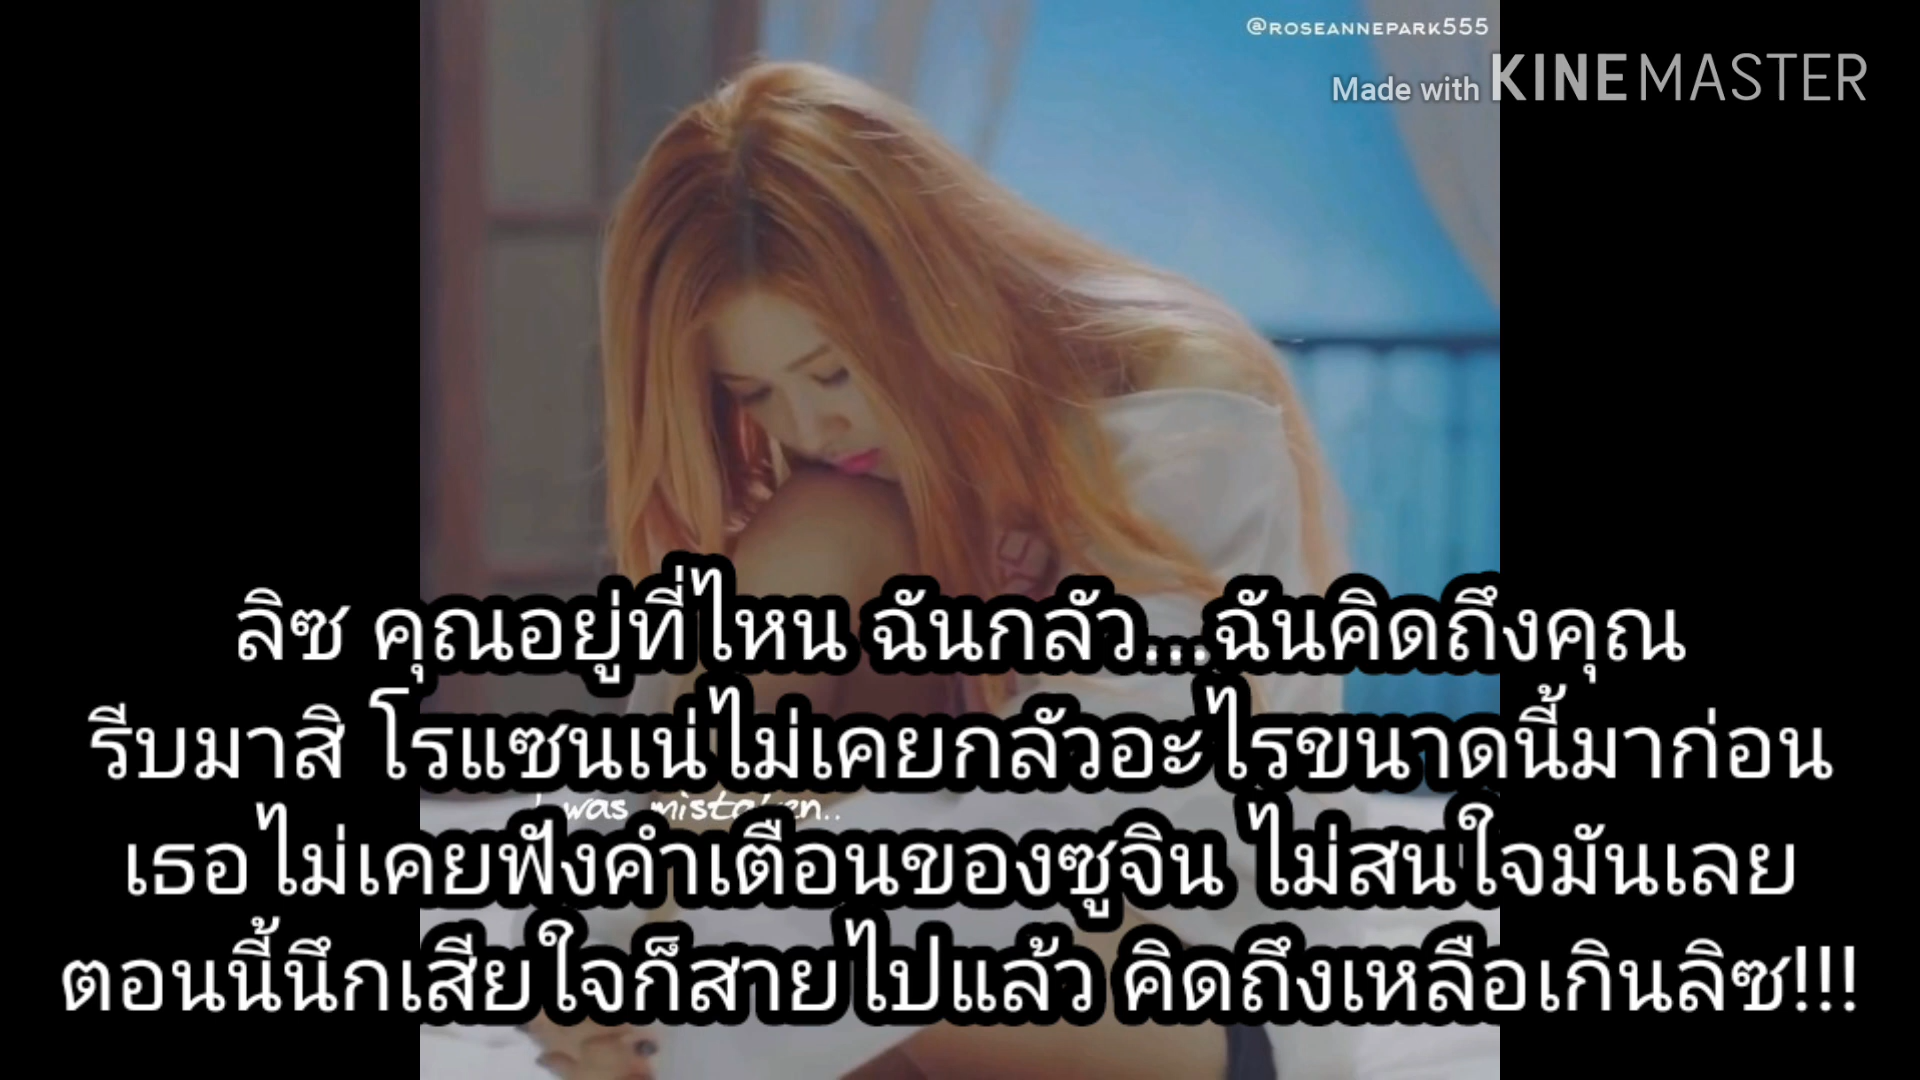 @ROSEANNEPARK555
Made with KINEMASTER
ลิซ คุณอยู่ที่ไหน ฉันกลัว...ฉันคิดถึงคุณ
รีบมาสิ โรแซนเน่ไม่เคยกลัวอะไรขนาดนี้มาก่อน
was mistaken..
เธอไม่เคยฟังคำเตือนของซูจิน ไม่สนใจมันเลย
ตอนนี้นึกเสียใจก็สายไปแล้ว คิดถึงเหลือเกินลิซ!!!